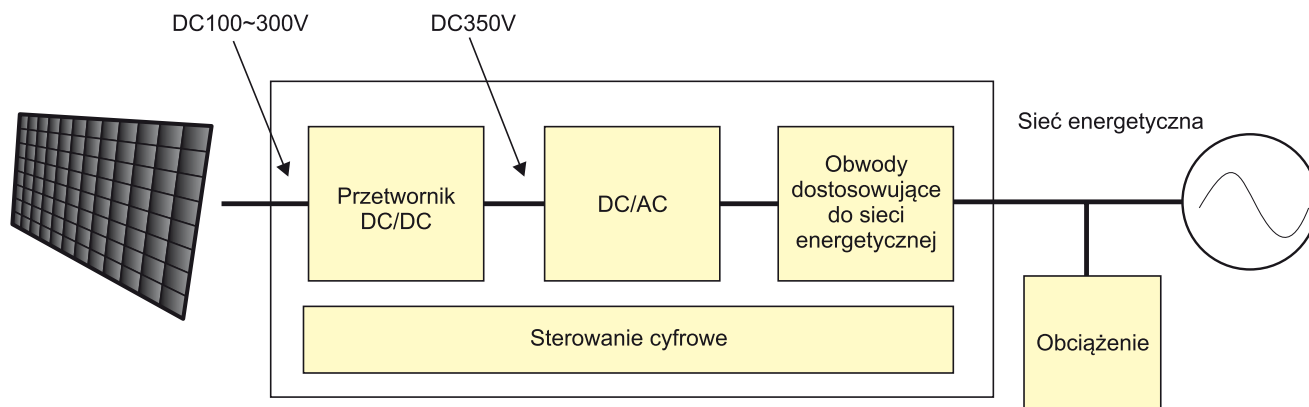 DC100~300V
DC350V
Sieć energetyczna
Przetwornik
DC/DC
DC/AC
Obwody
dostosowujące
do sieci
energetycznej
Sterowanie cyfrowe
Obciążenie